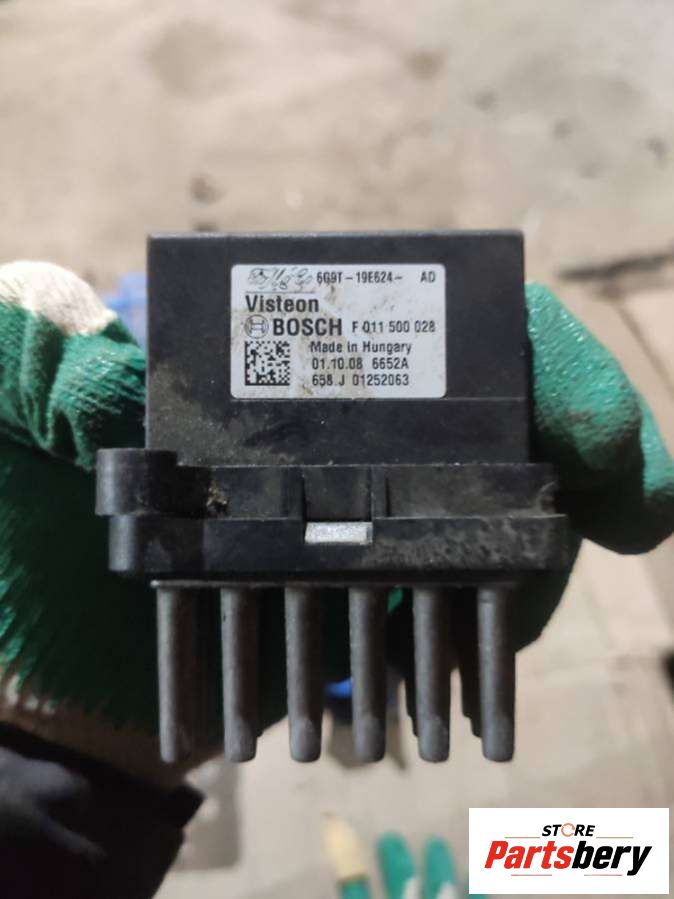 6G9T-19E624- AD
Visteon
BOSCH F 011 500 028
Made in Hungary
01.10.08 6652A
658 J 01252063
STORE
Partsbery